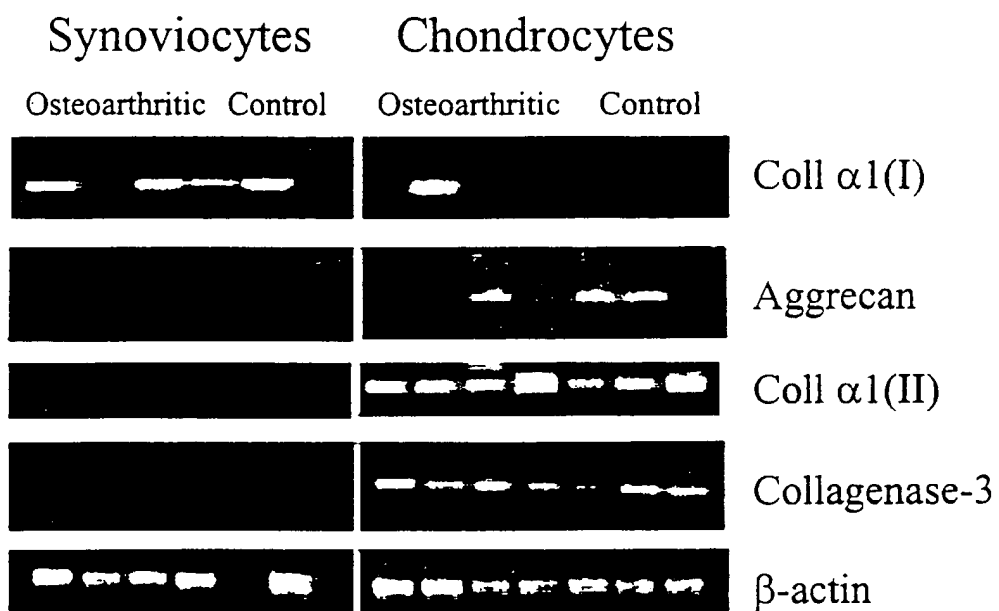 Synoviocytes Chondrocytes
Osteoarthritic Control Osteoarthritic Control
Coll α1(I)
Aggrecan
Coll α1(II)
Collagenase-3
β-actin